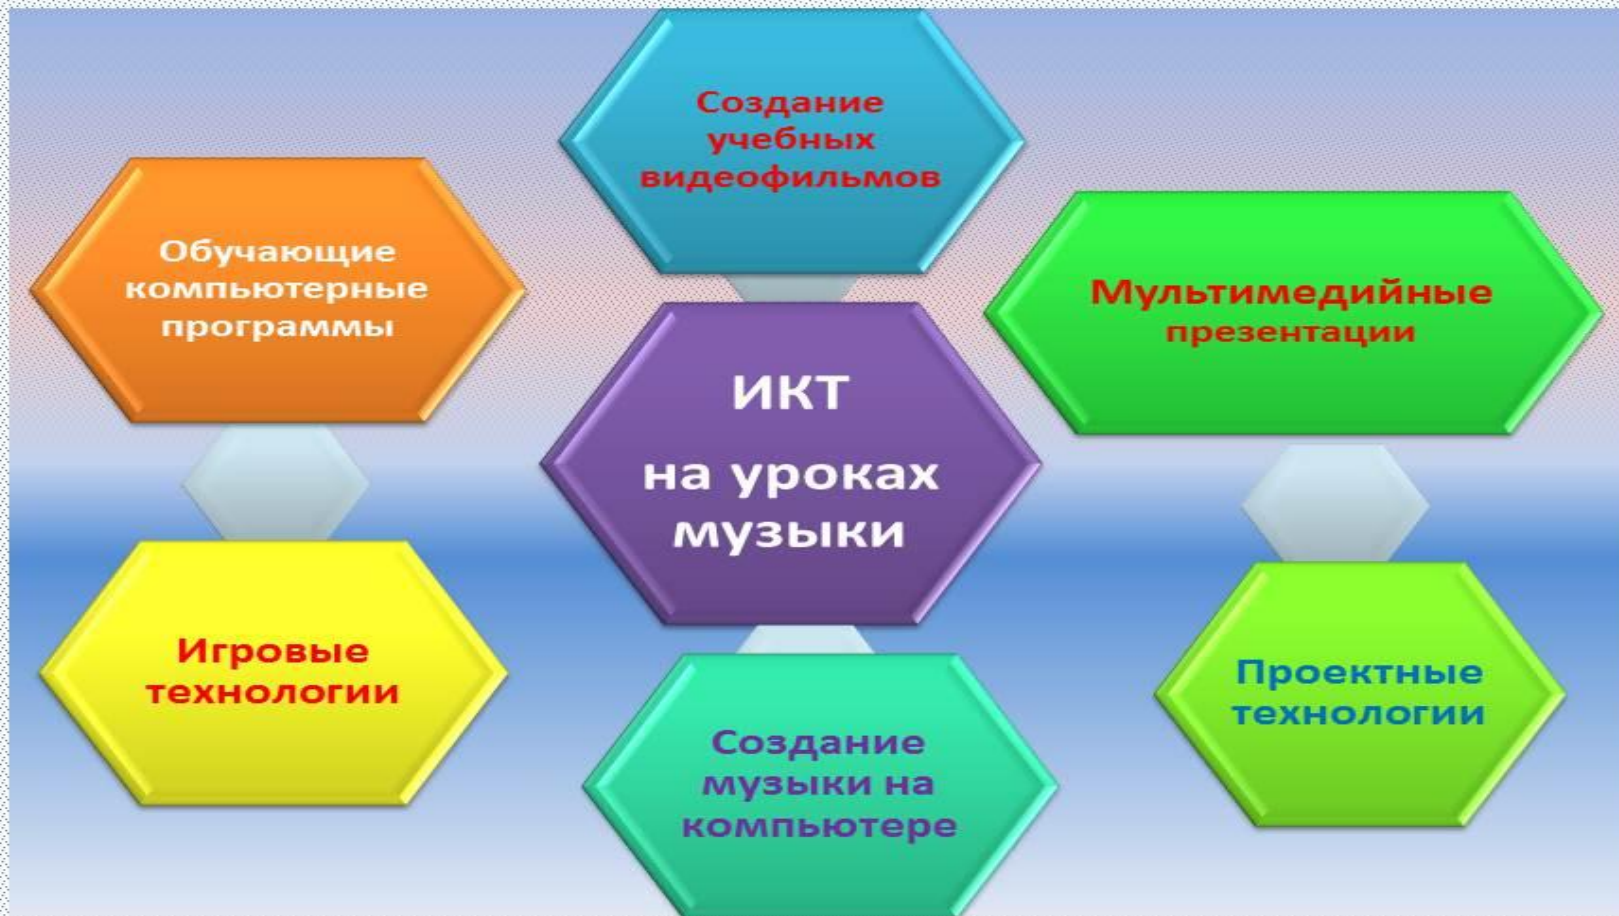 Создание
учебных
видеофильмов
Обучающие
компьютерные
программы
Мультимедийные
презентации
ИКТ
на уроках
музыки
Игровые
технологии
Проектные
технологии
Создание
музыки на
компьютере